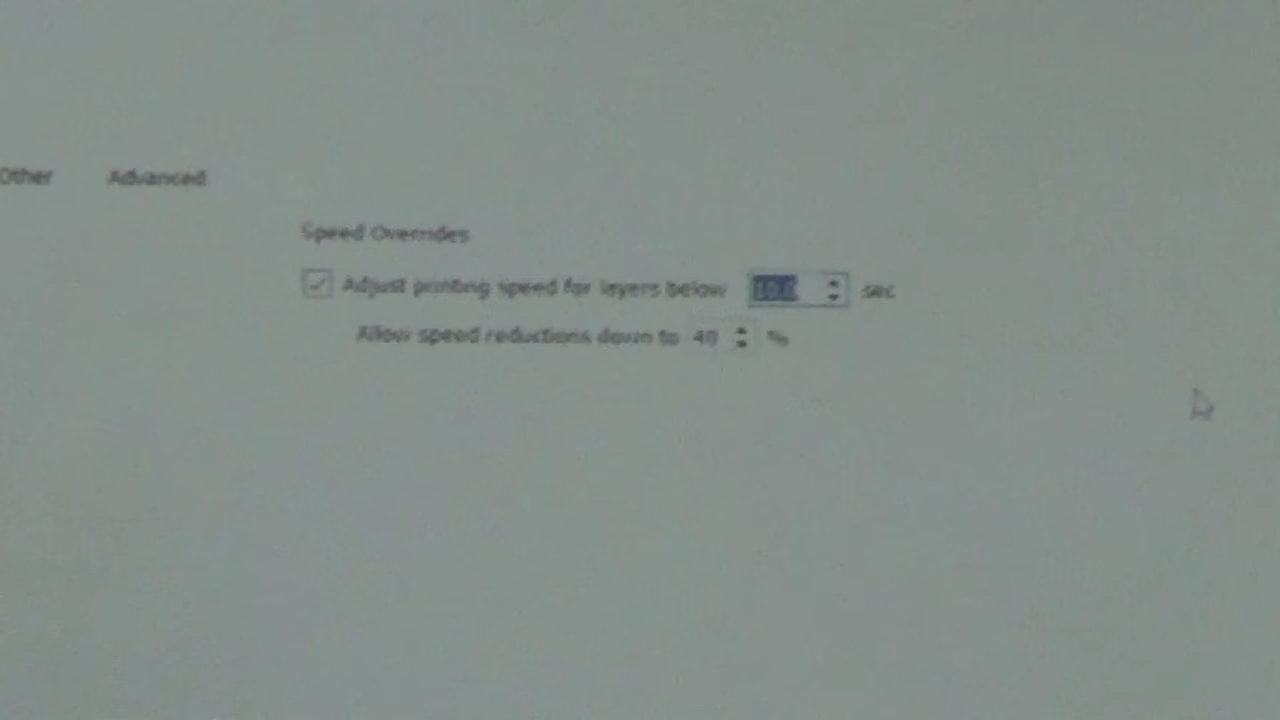 Other Advanced
Speed Overrides
Adjust printing speed for layers below sec
Allow speed reductions down to 40 %